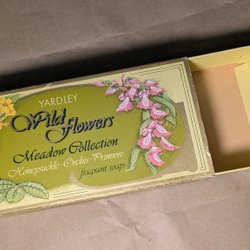 YARDLEY
Wild Flowers
Meadow Collection
Honeysuckle · Orchis · Primrose
fragrant soaps